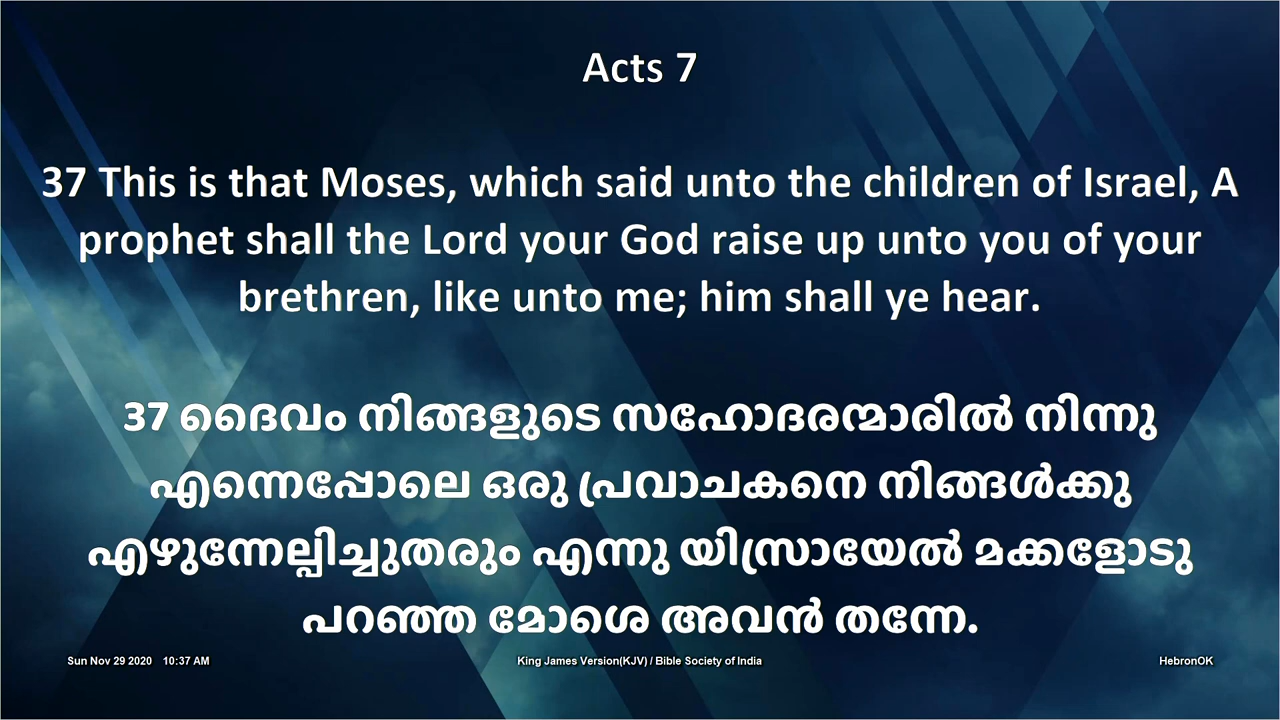 Acts 7
37 This is that Moses, which said unto the children of Israel, A
prophet shall the Lord your God raise up unto you of your
brethren, like unto me; him shall ye hear.
37 ദൈവം നിങ്ങളുടെ സഹോദരന്മാരിൽ നിന്നു
എന്നെപ്പോലെ ഒരു പ്രവാചകനെ നിങ്ങൾക്കു
എഴുന്നേല്പിച്ചുതരും എന്നു യിസ്രായേൽ മക്കളോടു
പറഞ്ഞ മോശെ അവൻ തന്നേ.
Sun Nov 29 2020 10:37 AM King James Version(KJV) / Bible Society of India HebronOK